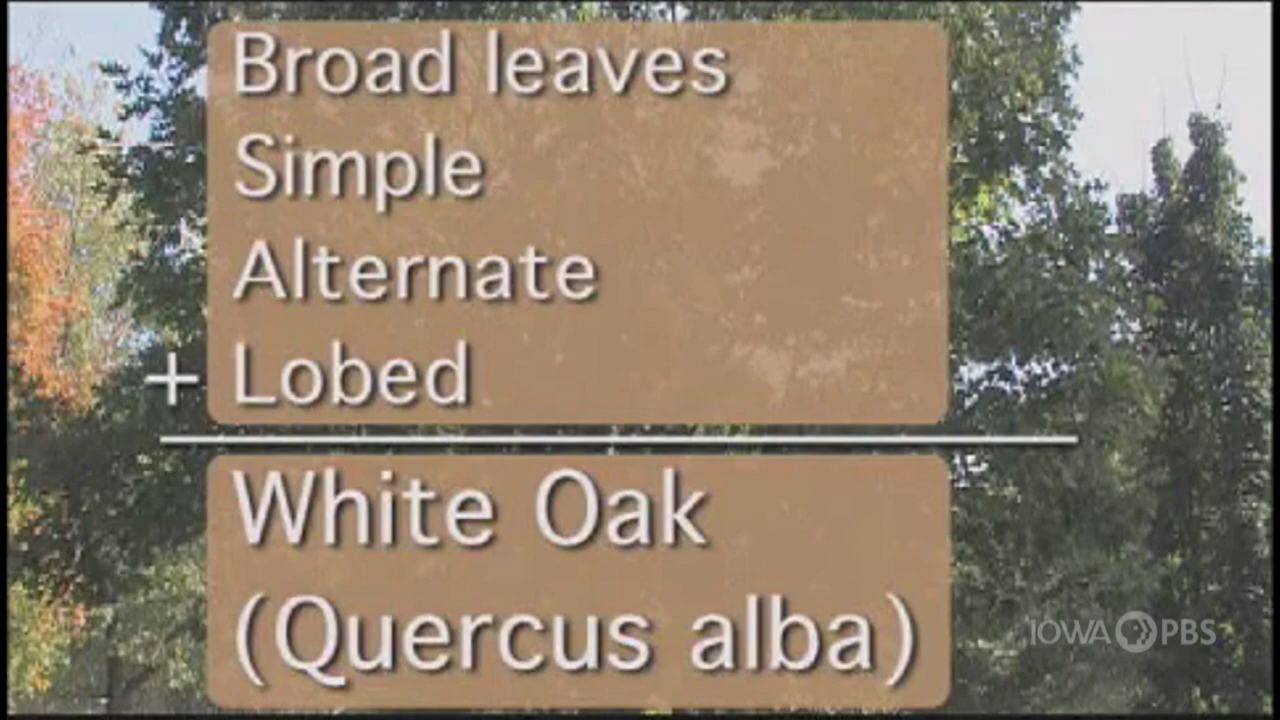 Broad leaves
Simple
Alternate
+ Lobed
White Oak
(Quercus alba)
IOWA PBS